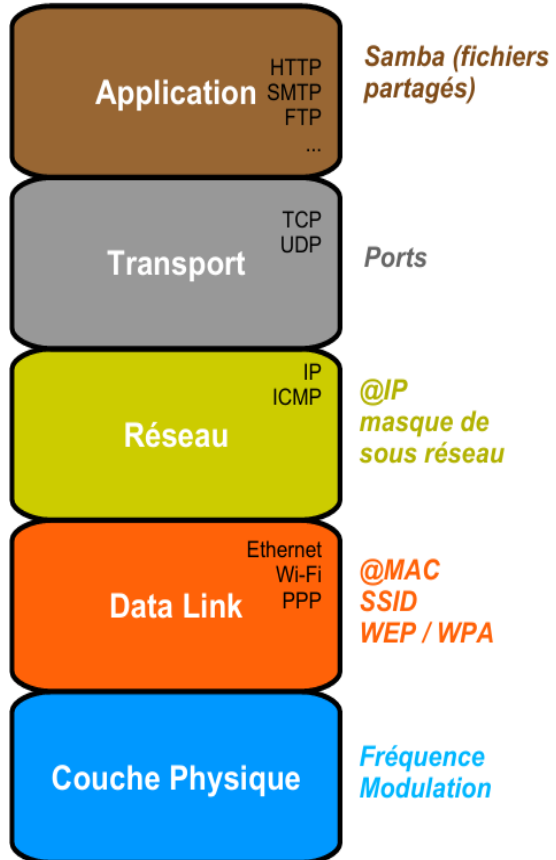 Application
HTTP
SMTP
FTP
...
Samba (fichiers
partagés)
Transport
TCP
UDP
Ports
Réseau
IP
ICMP
@IP
masque de
sous réseau
Data Link
Ethernet
Wi-Fi
PPP
@MAC
SSID
WEP / WPA
Couche Physique
Fréquence
Modulation